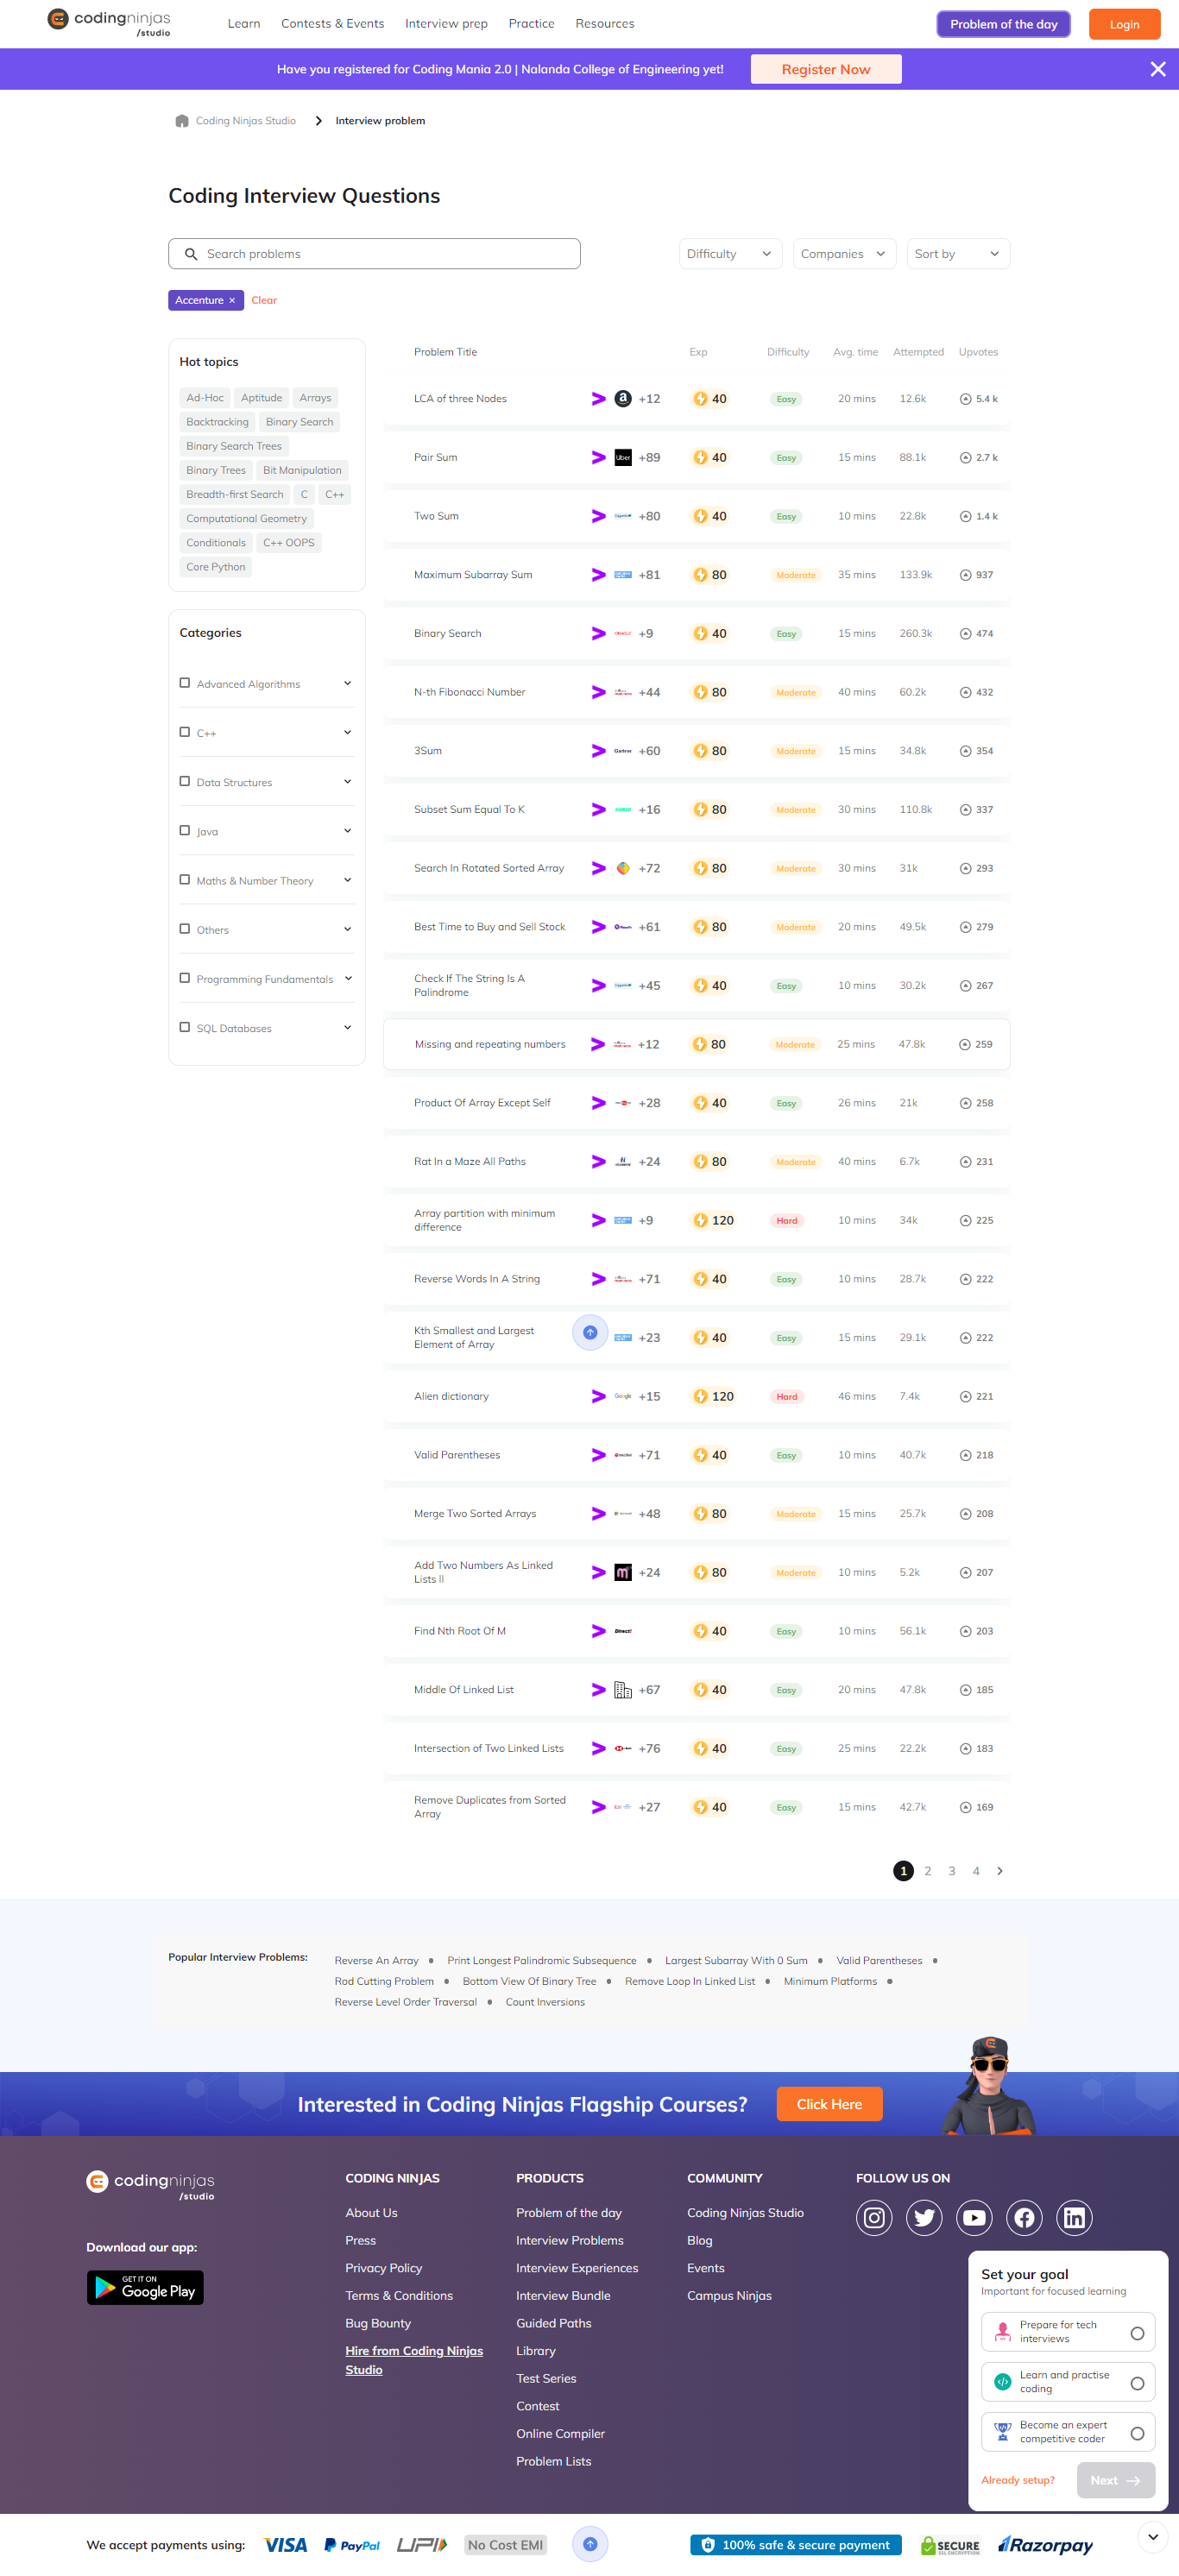 codingninjas
/studio
Learn
Contests & Events
Interview prep
Practice
Resources
Problem of the day
Login
Have you registered for Coding Mania 2.0 | Nalanda College of Engineering yet!
Register Now
Coding Ninjas Studio
Interview problem
Coding Interview Questions
Search problems
Difficulty
Companies
Sort by
Accenture ×
Clear
Hot topics
Ad-Hoc
Aptitude
Arrays
Backtracking
Binary Search
Binary Search Trees
Binary Trees
Bit Manipulation
Breadth-first Search
C
C++
Computational Geometry
Conditionals
C++ OOPS
Core Python
Categories
Advanced Algorithms
C++
Data Structures
Java
Maths & Number Theory
Others
Programming Fundamentals
SQL Databases
Problem Title Exp Difficulty Avg. time Attempted Upvotes
LCA of three Nodes +12 40 Easy 20 mins 12.6k 5.4 k
Pair Sum Uber +89 40 Easy 15 mins 88.1k 2.7 k
Two Sum +80 40 Easy 10 mins 22.8k 1.4 k
Maximum Subarray Sum +81 80 Moderate 35 mins 133.9k 937
Binary Search +9 40 Easy 15 mins 260.3k 474
N-th Fibonacci Number +44 80 Moderate 40 mins 60.2k 432
3Sum Gartner +60 80 Moderate 15 mins 34.8k 354
Subset Sum Equal To K +16 80 Moderate 30 mins 110.8k 337
Search In Rotated Sorted Array +72 80 Moderate 30 mins 31k 293
Best Time to Buy and Sell Stock +61 80 Moderate 20 mins 49.5k 279
Check If The String Is A
Palindrome +45 40 Easy 10 mins 30.2k 267
Missing and repeating numbers +12 80 Moderate 25 mins 47.8k 259
Product Of Array Except Self +28 40 Easy 26 mins 21k 258
Rat In a Maze All Paths +24 80 Moderate 40 mins 6.7k 231
Array partition with minimum
difference +9 120 Hard 10 mins 34k 225
Reverse Words In A String +71 40 Easy 10 mins 28.7k 222
Kth Smallest and Largest
Element of Array +23 40 Easy 15 mins 29.1k 222
Alien dictionary Google +15 120 Hard 46 mins 7.4k 221
Valid Parentheses +71 40 Easy 10 mins 40.7k 218
Merge Two Sorted Arrays +48 80 Moderate 15 mins 25.7k 208
Add Two Numbers As Linked
Lists II +24 80 Moderate 10 mins 5.2k 207
Find Nth Root Of M Directi 40 Easy 10 mins 56.1k 203
Middle Of Linked List +67 40 Easy 20 mins 47.8k 185
Intersection of Two Linked Lists +76 40 Easy 25 mins 22.2k 183
Remove Duplicates from Sorted
Array +27 40 Easy 15 mins 42.7k 169
1 2 3 4
Popular Interview Problems:
Reverse An Array • Print Longest Palindromic Subsequence • Largest Subarray With 0 Sum • Valid Parentheses •
Rod Cutting Problem • Bottom View Of Binary Tree • Remove Loop In Linked List • Minimum Platforms •
Reverse Level Order Traversal • Count Inversions
Interested in Coding Ninjas Flagship Courses?
Click Here
codingninjas
/studio
Download our app:
GET IT ON
Google Play
CODING NINJAS
About Us
Press
Privacy Policy
Terms & Conditions
Bug Bounty
Hire from Coding Ninjas
Studio
PRODUCTS
Problem of the day
Interview Problems
Interview Experiences
Interview Bundle
Guided Paths
Library
Test Series
Contest
Online Compiler
Problem Lists
COMMUNITY
Coding Ninjas Studio
Blog
Events
Campus Ninjas
FOLLOW US ON
Set your goal
Important for focused learning
Prepare for tech
interviews
Learn and practise
coding
Become an expert
competitive coder
Already setup?
Next
We accept payments using:
VISA
PayPal
UPI
No Cost EMI
100% safe & secure payment
SECURE
SSL ENCRYPTION
Razorpay